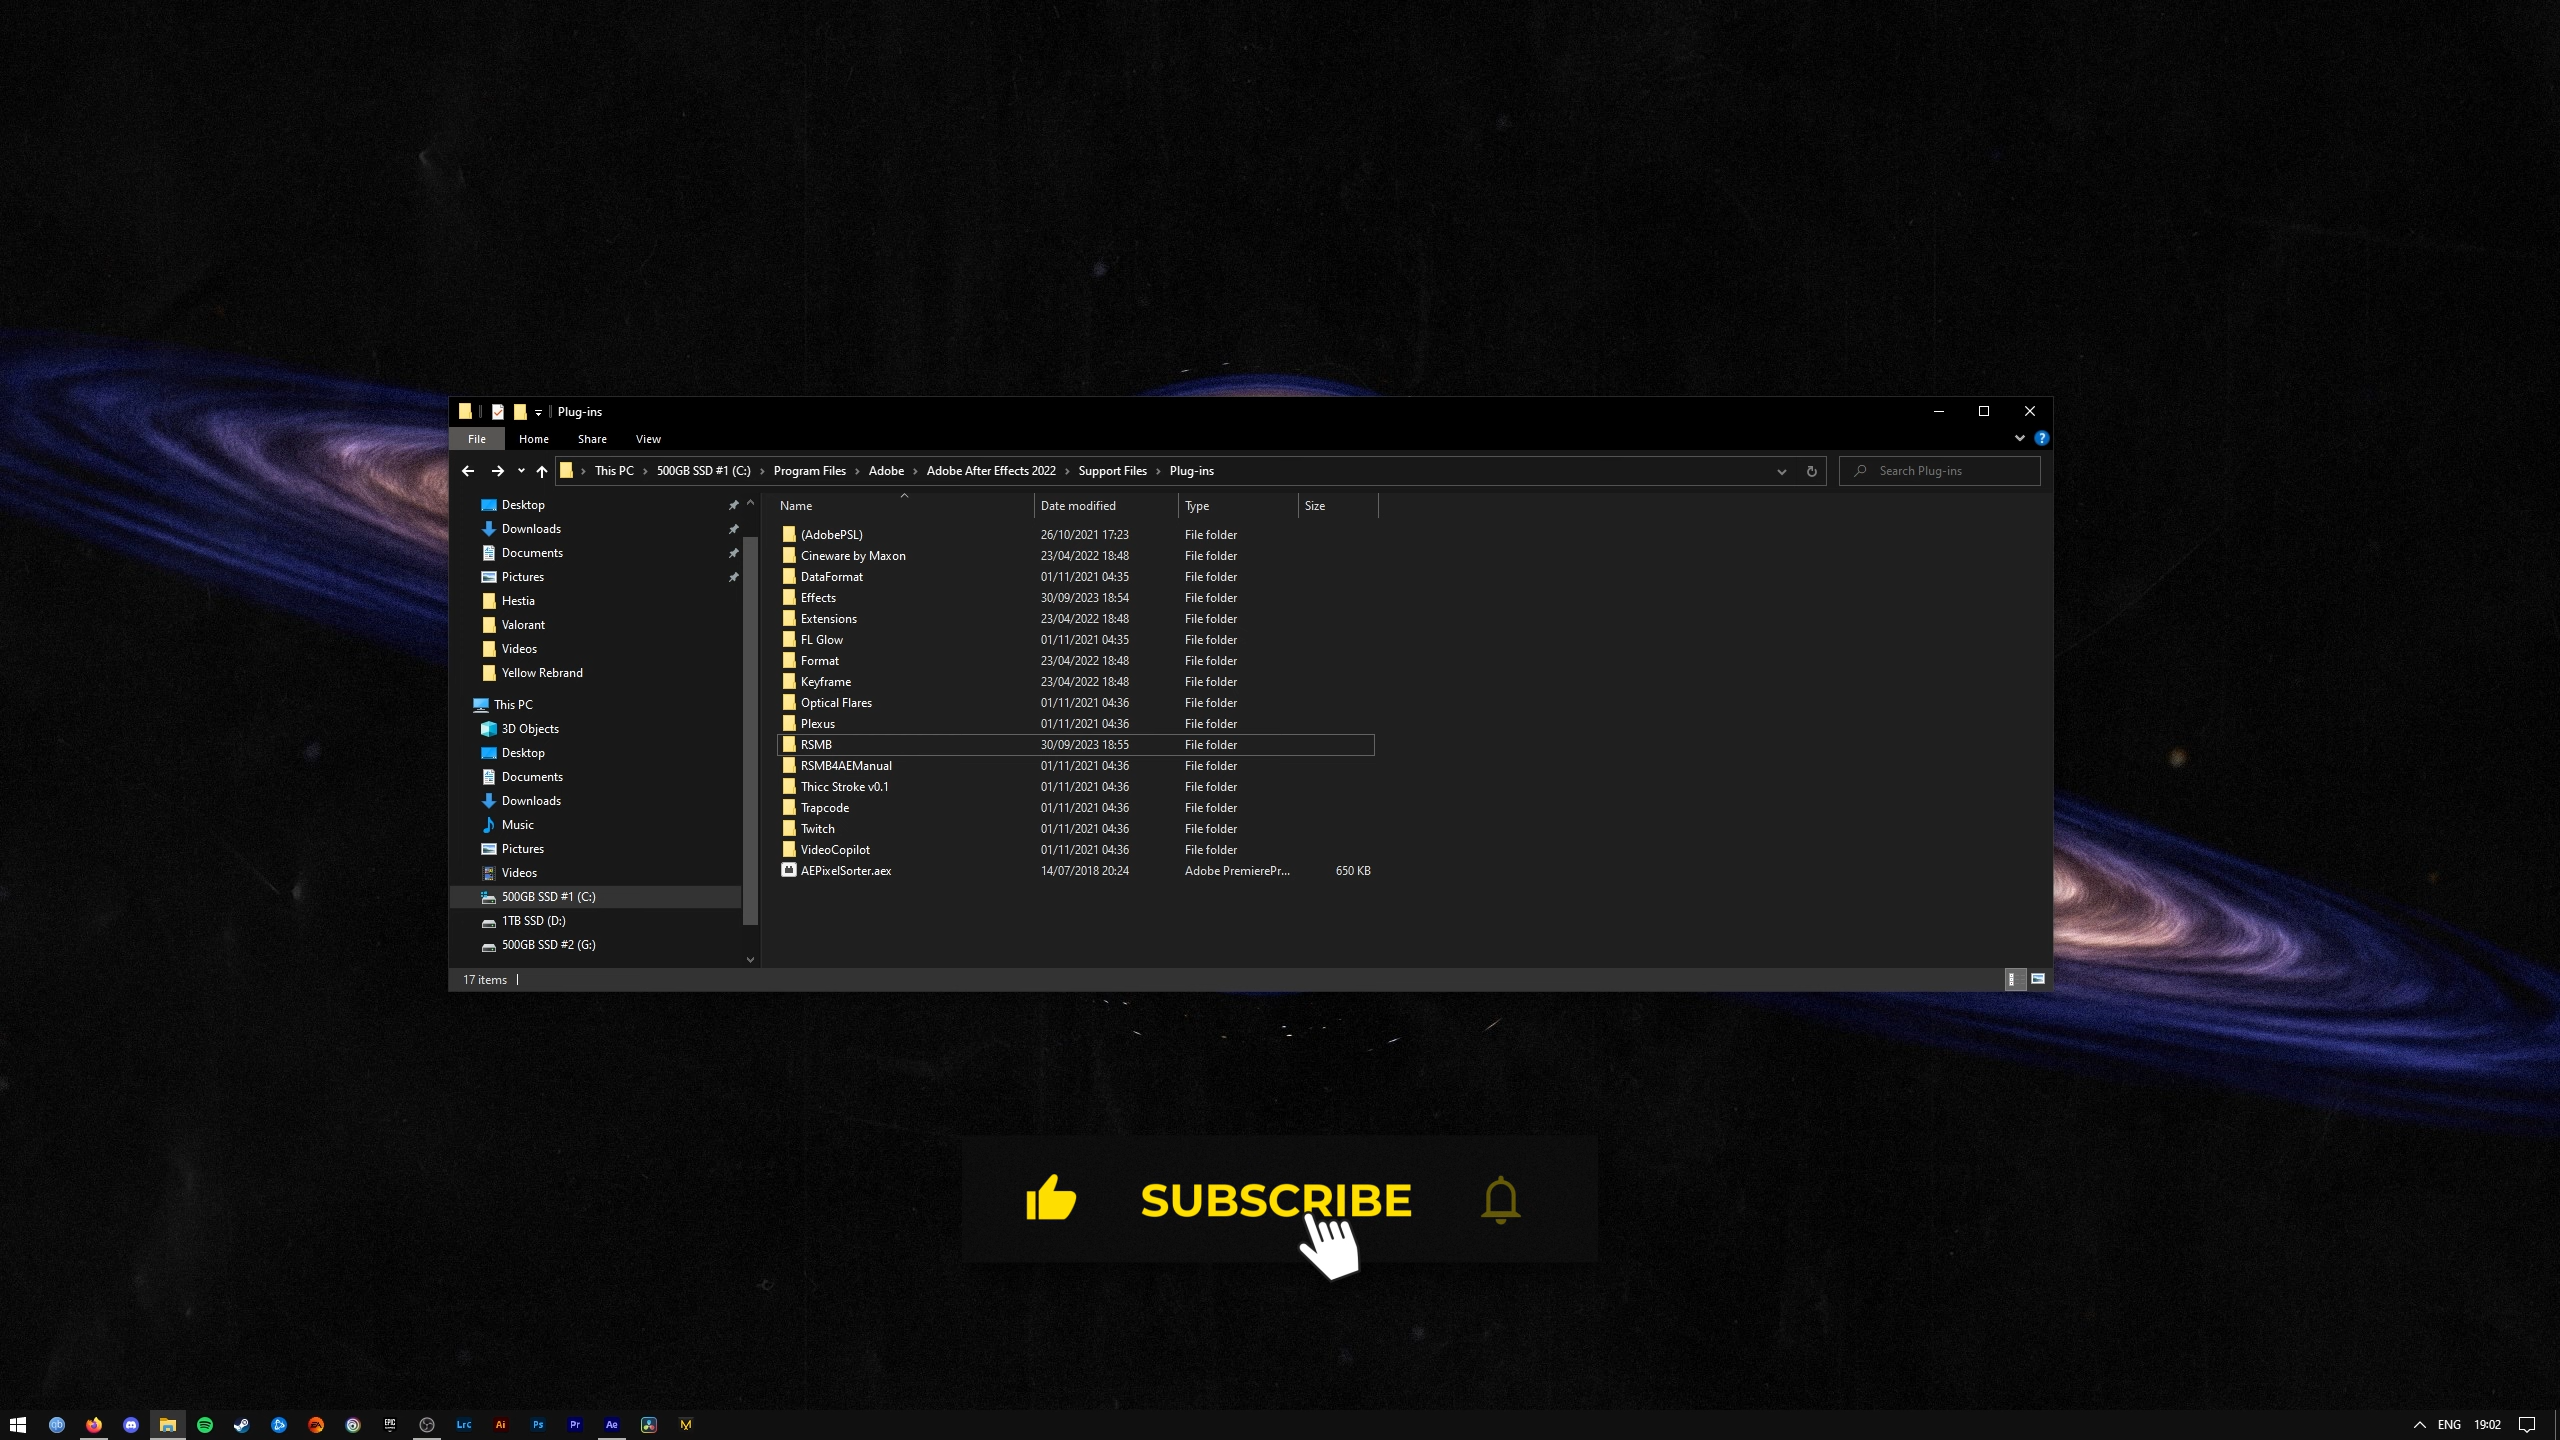 Plug-ins
File Home Share View
This PC 500GB SSD #1 (C:) Program Files Adobe Adobe After Effects 2022 Support Files Plug-ins
Search Plug-ins
Desktop
Downloads
Documents
Pictures
Hestia
Valorant
Videos
Yellow Rebrand
This PC
3D Objects
Desktop
Documents
Downloads
Music
Pictures
Videos
500GB SSD #1 (C:)
1TB SSD (D:)
500GB SSD #2 (G:)
Name Date modified Type Size
(AdobePSL) 26/10/2021 17:23 File folder
Cineware by Maxon 23/04/2022 18:48 File folder
DataFormat 01/11/2021 04:35 File folder
Effects 30/09/2023 18:54 File folder
Extensions 23/04/2022 18:48 File folder
FL Glow 01/11/2021 04:35 File folder
Format 23/04/2022 18:48 File folder
Keyframe 23/04/2022 18:48 File folder
Optical Flares 01/11/2021 04:36 File folder
Plexus 01/11/2021 04:36 File folder
RSMB 30/09/2023 18:55 File folder
RSMB4AEManual 01/11/2021 04:36 File folder
Thicc Stroke v0.1 01/11/2021 04:36 File folder
Trapcode 01/11/2021 04:36 File folder
Twitch 01/11/2021 04:36 File folder
VideoCopilot 01/11/2021 04:36 File folder
AEPixelSorter.aex 14/07/2018 20:24 Adobe PremierePr... 650 KB
17 items
SUBSCRIBE
qb EA EPIC Lrc Ai Ps Pr Ae M ENG 19:02